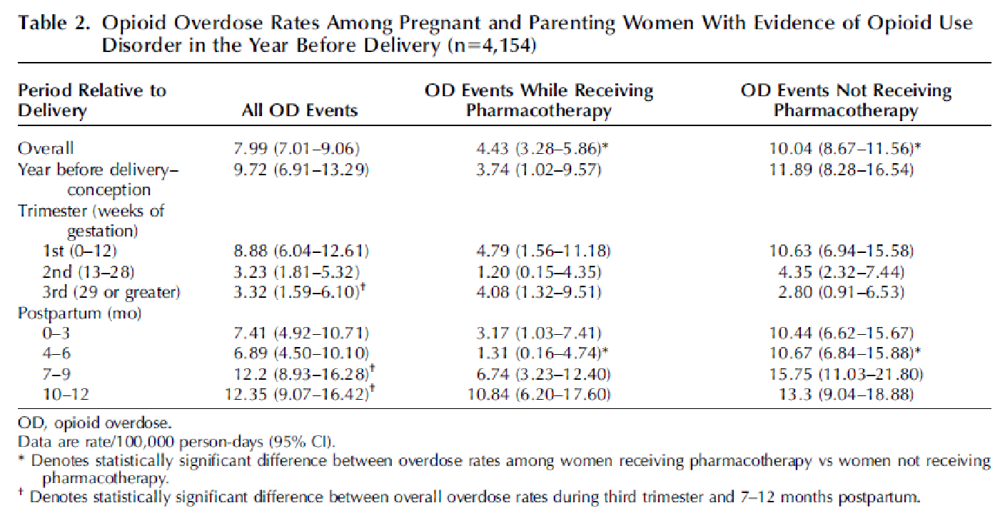 Table 2. Opioid Overdose Rates Among Pregnant and Parenting Women With Evidence of Opioid Use
Disorder in the Year Before Delivery (n=4,154)
Period Relative to Delivery All OD Events OD Events While Receiving Pharmacotherapy OD Events Not Receiving Pharmacotherapy
Overall 7.99 (7.01–9.06) 4.43 (3.28–5.86)* 10.04 (8.67–11.56)*
Year before delivery– 9.72 (6.91–13.29) 3.74 (1.02–9.57) 11.89 (8.28–16.54)
conception
Trimester (weeks of
gestation)
1st (0–12) 8.88 (6.04–12.61) 4.79 (1.56–11.18) 10.63 (6.94–15.58)
2nd (13–28) 3.23 (1.81–5.32) 1.20 (0.15–4.35) 4.35 (2.32–7.44)
3rd (29 or greater) 3.32 (1.59–6.10)† 4.08 (1.32–9.51) 2.80 (0.91–6.53)
Postpartum (mo)
0–3 7.41 (4.92–10.71) 3.17 (1.03–7.41) 10.44 (6.62–15.67)
4–6 6.89 (4.50–10.10) 1.31 (0.16–4.74)* 10.67 (6.84–15.88)*
7–9 12.2 (8.93–16.28)† 6.74 (3.23–12.40) 15.75 (11.03–21.80)
10–12 12.35 (9.07–16.42)† 10.84 (6.20–17.60) 13.3 (9.04–18.88)
OD, opioid overdose.
Data are rate/100,000 person-days (95% CI).
* Denotes statistically significant difference between overdose rates among women receiving pharmacotherapy vs women not receiving
pharmacotherapy.
† Denotes statistically significant difference between overall overdose rates during third trimester and 7–12 months postpartum.